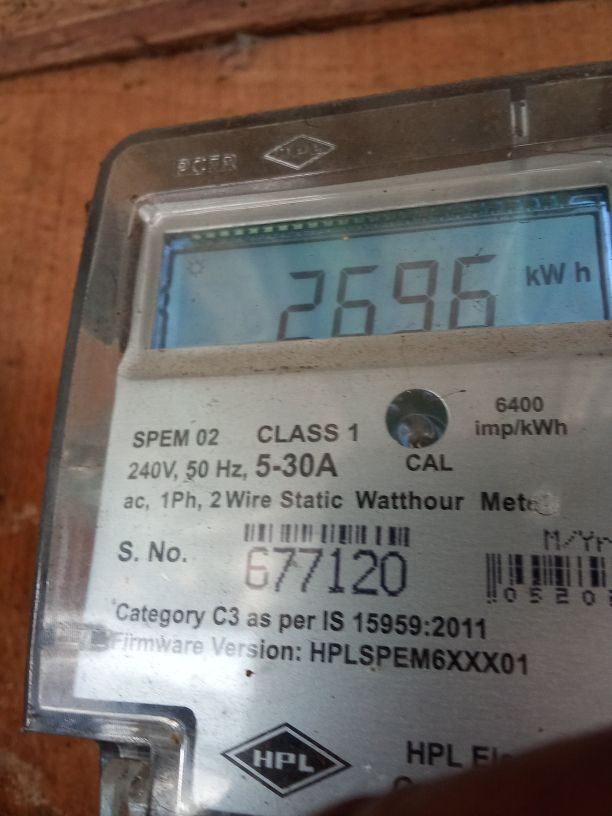 HPL
2696 kWh
6400
imp/kWh
SPEM 02 CLASS 1
CAL
240V, 50 Hz, 5-30A
ac, 1Ph, 2 Wire Static Watthour
S. No. 677120
M/Yr
Category C3 as per IS 15959:2011
Firmware Version: HPLSPEM6XXX01
HPL
HPL